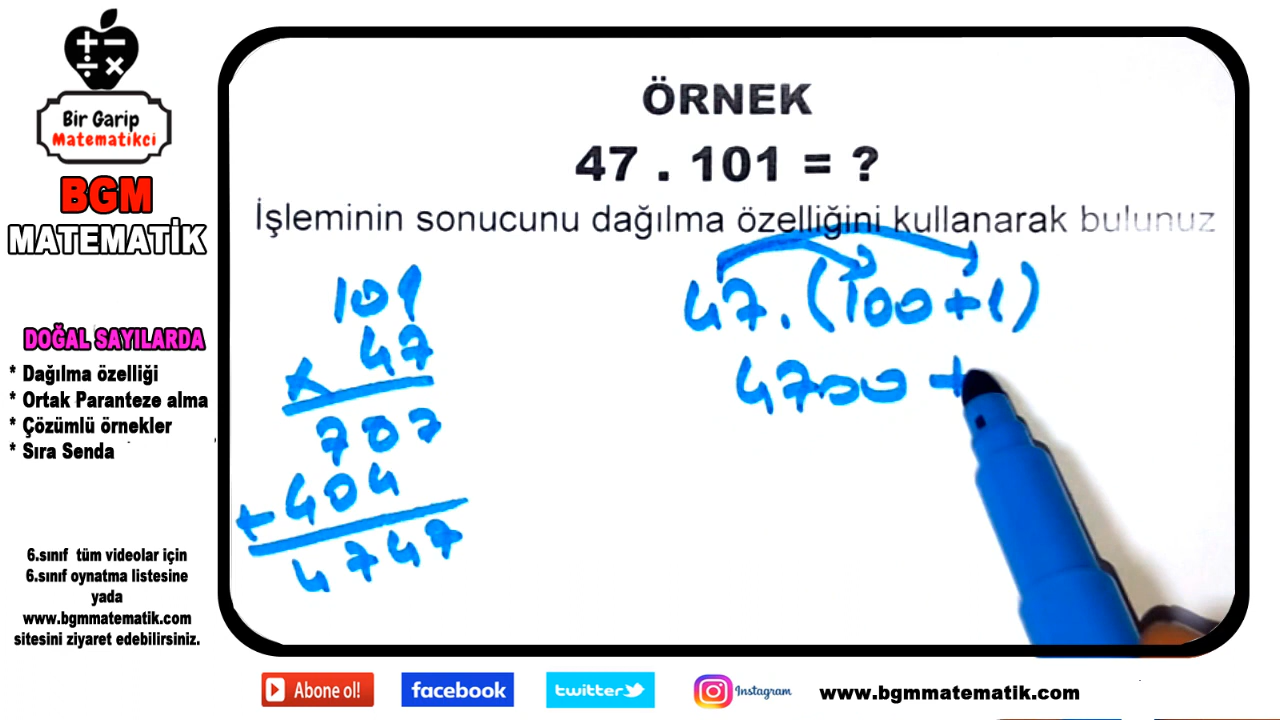 Bir Garip
Matematikci
BGM
MATEMATİK
DOĞAL SAYILARDA
* Dağılma özelliği
* Ortak Paranteze alma
* Çözümlü örnekler
* Sıra Senda
6.sınıf tüm videolar için
6.sınıf oynatma listesine
yada
www.bgmmatematik.com
sitesini ziyaret edebilirsiniz.
ÖRNEK
47 . 101 = ?
İşleminin sonucunu dağılma özelliğini kullanarak bulunuz
101
x 47
707
+ 404
4747
47.(100+1)
4700 +
Abone ol!
facebook
twitter
Instagram
www.bgmmatematik.com